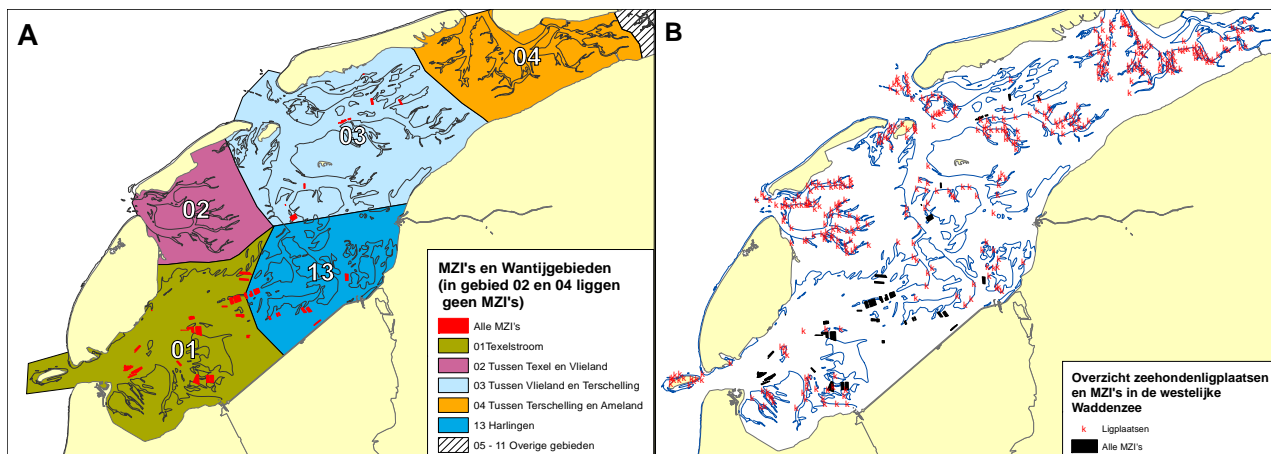 A
04
03
02
13
01
MZI's en Wantijgebieden
(in gebied 02 en 04 liggen
geen MZI's)
Alle MZI's
01Texelstroom
02 Tussen Texel en Vlieland
03 Tussen Vlieland en Terschelling
04 Tussen Terschelling en Ameland
13 Harlingen
05 - 11 Overige gebieden
B
Overzicht zeehondenligplaatsen
en MZI's in de westelijke
Waddenzee
k Ligplaatsen
Alle MZI's